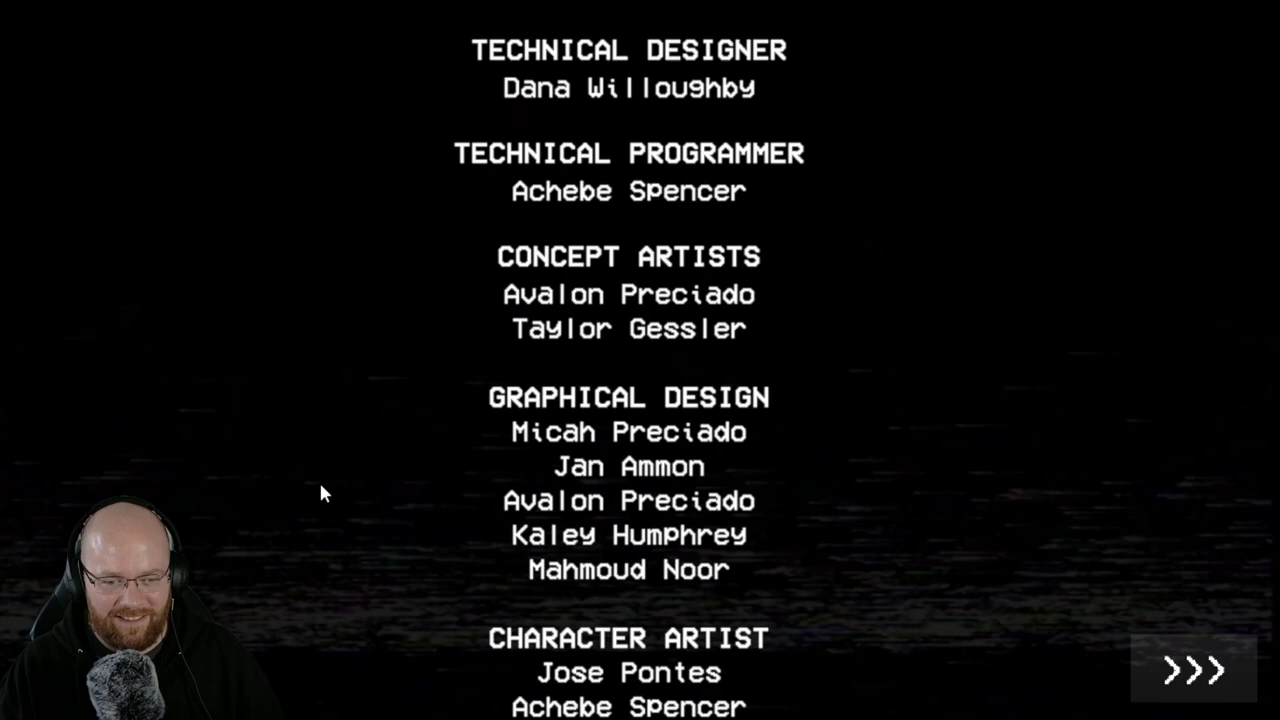 TECHNICAL DESIGNER
Dana Willoughby
TECHNICAL PROGRAMMER
Achebe Spencer
CONCEPT ARTISTS
Avalon Preciado
Taylor Gessler
GRAPHICAL DESIGN
Micah Preciado
Jan Ammon
Avalon Preciado
Kaley Humphrey
Mahmoud Noor
CHARACTER ARTIST
Jose Pontes
Achebe Spencer
>>>